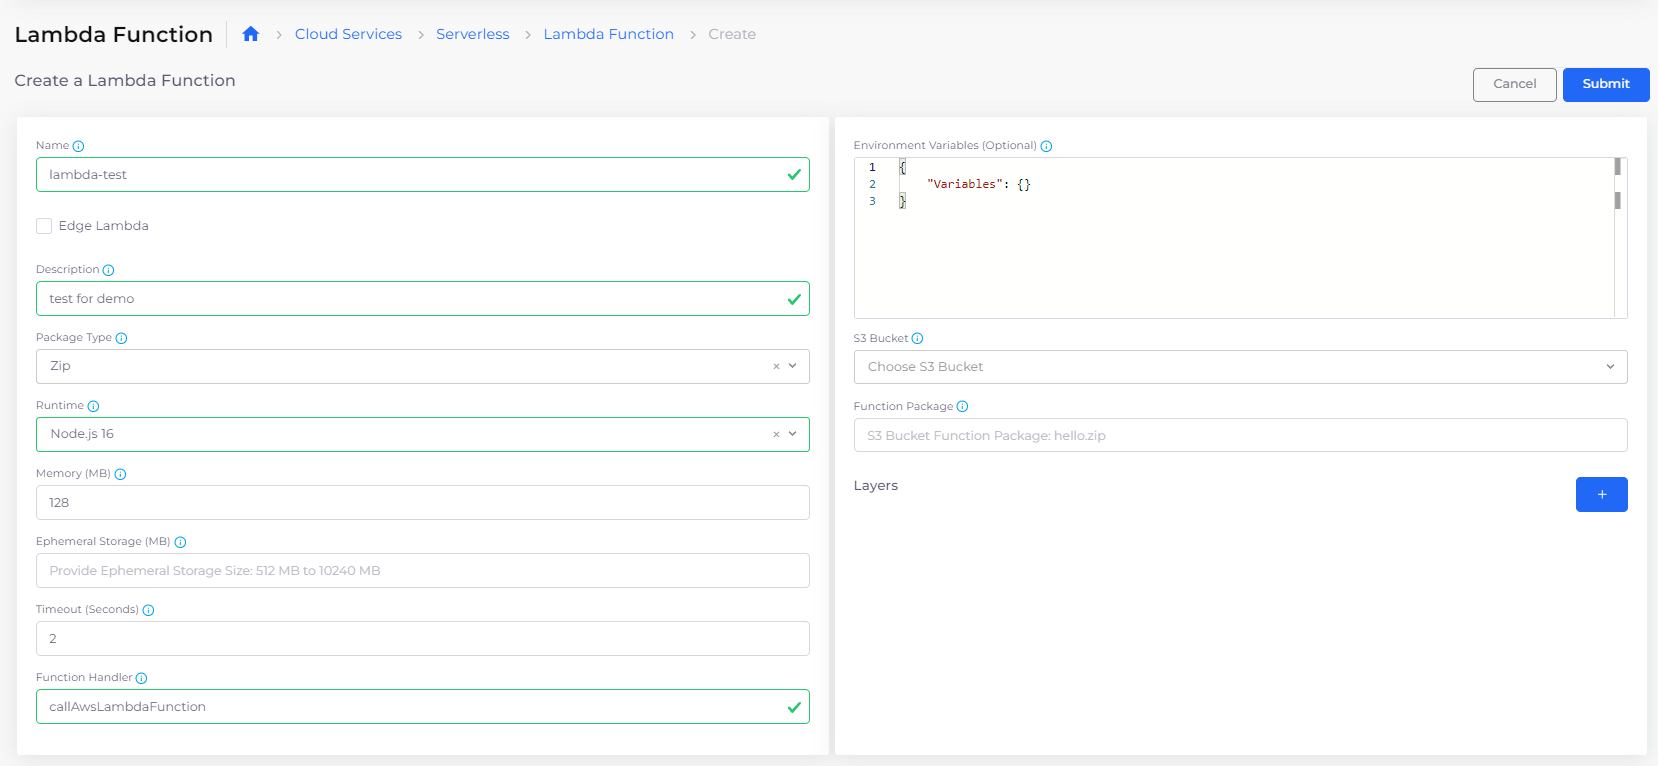 Lambda Function
Cloud Services > Serverless > Lambda Function > Create
Create a Lambda Function
Cancel
Submit
Name
lambda-test
Edge Lambda
Description
test for demo
Package Type
Zip
Runtime
Node.js 16
Memory (MB)
128
Ephemeral Storage (MB)
Provide Ephemeral Storage Size: 512 MB to 10240 MB
Timeout (Seconds)
2
Function Handler
callAwsLambdaFunction
Environment Variables (Optional)
1 {
2 "Variables": {}
3 }
S3 Bucket
Choose S3 Bucket
Function Package
S3 Bucket Function Package: hello.zip
Layers
+